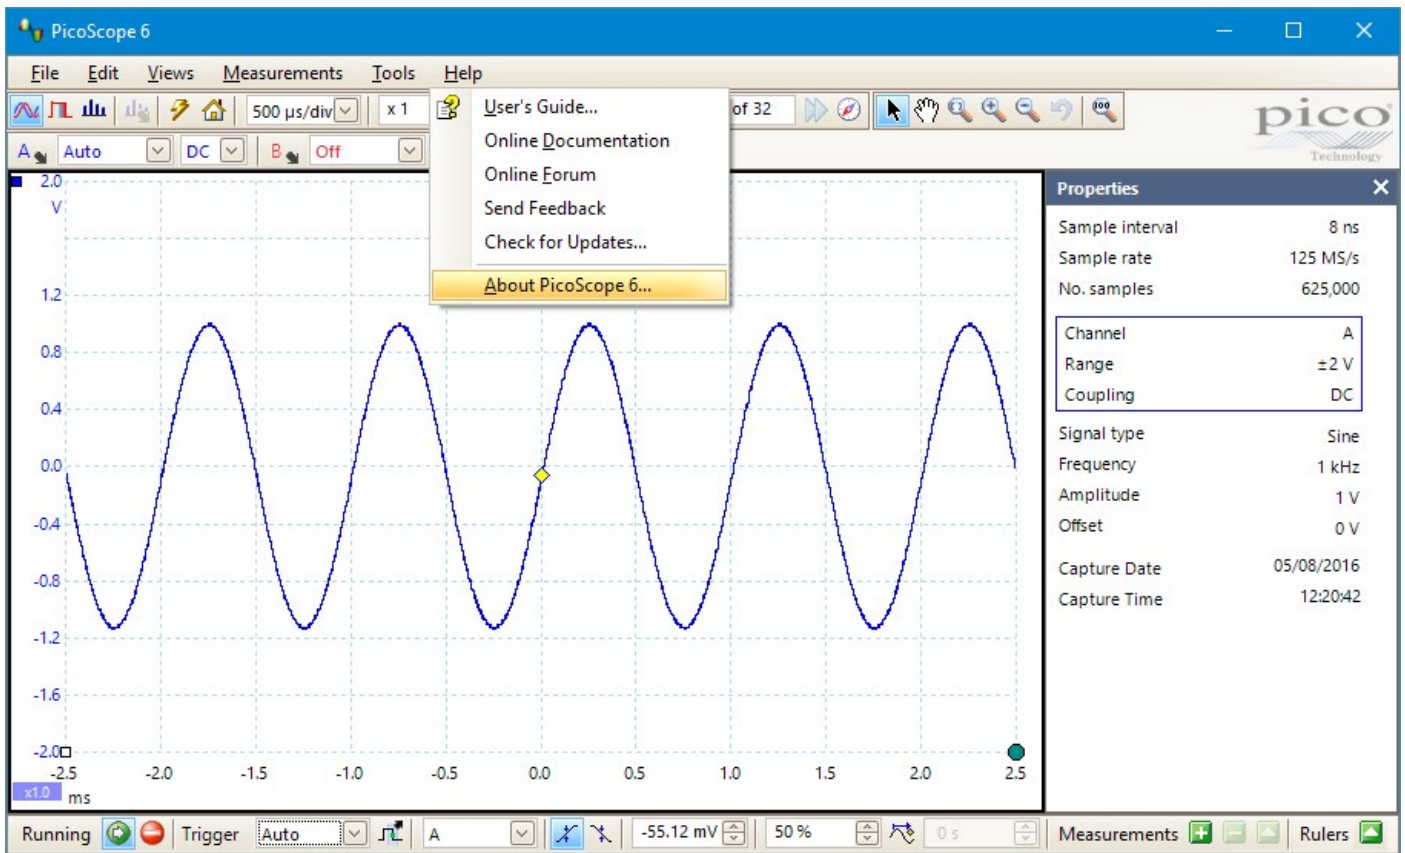 PicoScope 6
File Edit Views Measurements Tools Help
500 µs/div x 1 of 32
A Auto DC B Off
pico
Technology
User's Guide...
Online Documentation
Online Forum
Send Feedback
Check for Updates...
About PicoScope 6...
2.0
V
1.2
0.8
0.4
0.0
-0.4
-0.8
-1.2
-1.6
-2.0
-2.5 -2.0 -1.5 -1.0 -0.5 0.0 0.5 1.0 1.5 2.0 2.5
x1.0 ms
Properties
Sample interval 8 ns
Sample rate 125 MS/s
No. samples 625,000
Channel A
Range ±2 V
Coupling DC
Signal type Sine
Frequency 1 kHz
Amplitude 1 V
Offset 0 V
Capture Date 05/08/2016
Capture Time 12:20:42
Running Trigger Auto A -55.12 mV 50 % 0 s Measurements Rulers